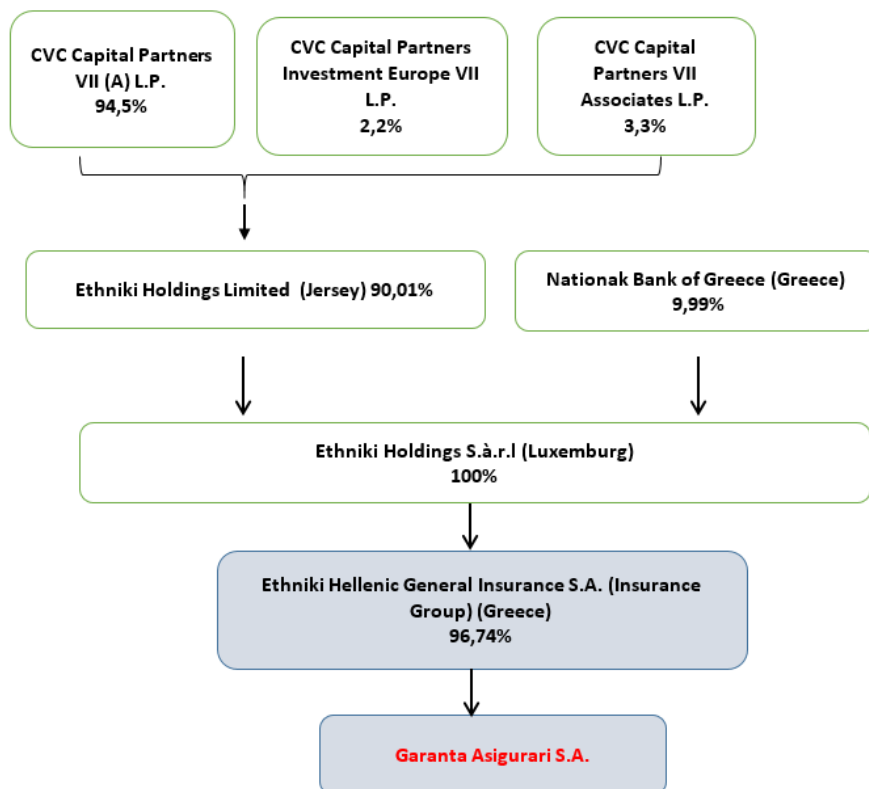 CVC Capital Partners
VII (A) L.P.
94,5%
CVC Capital Partners
Investment Europe VII
L.P.
2,2%
CVC Capital
Partners VII
Associates L.P.
3,3%
Ethniki Holdings Limited (Jersey) 90,01%
Nationak Bank of Greece (Greece)
9,99%
Ethniki Holdings S.à.r.l (Luxemburg)
100%
Ethniki Hellenic General Insurance S.A. (Insurance
Group) (Greece)
96,74%
Garanta Asigurari S.A.